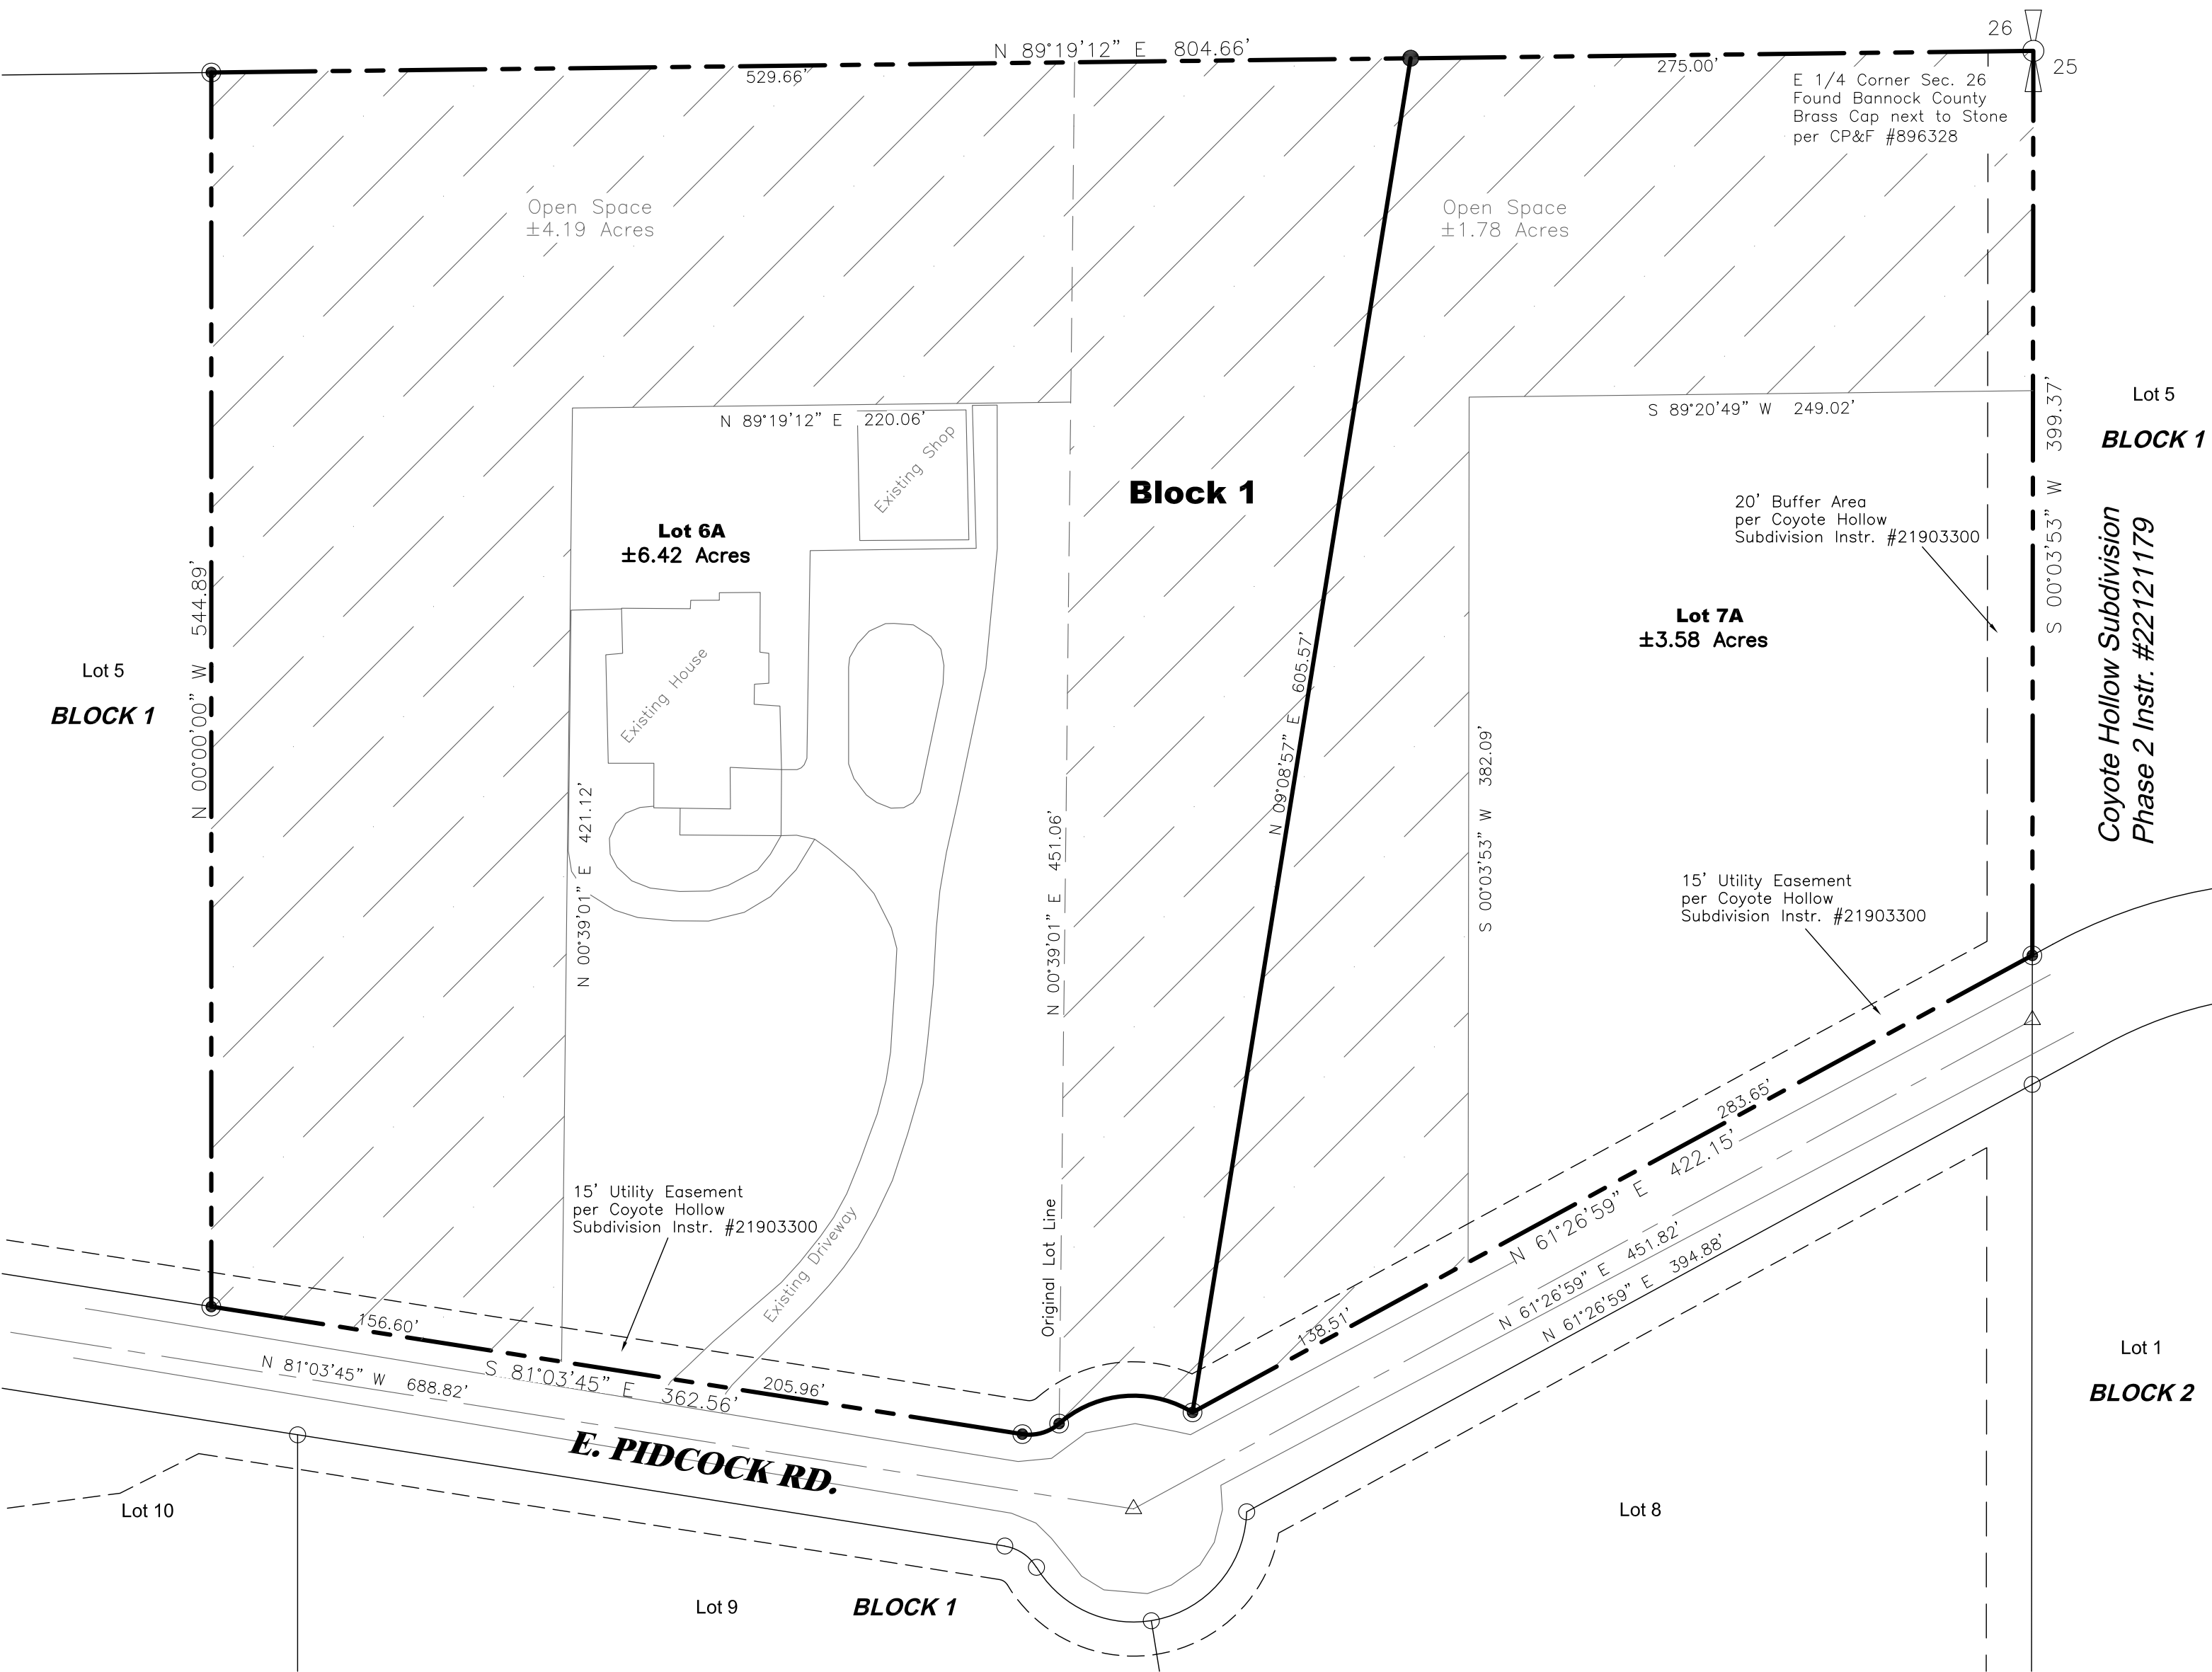 N 89°19'12" E 804.66'
529.66'
275.00'
26
25
E 1/4 Corner Sec. 26
Found Bannock County
Brass Cap next to Stone
per CP&F #896328
Open Space
±4.19 Acres
Open Space
±1.78 Acres
N 89°19'12" E 220.06'
Existing Shop
S 89°20'49" W 249.02'
S 00°03'53" W 399.37'
Lot 5
BLOCK 1
Block 1
Lot 6A
±6.42 Acres
20' Buffer Area
per Coyote Hollow
Subdivision Instr. #21903300
Coyote Hollow Subdivision
Phase 2 Instr. #22121179
Lot 7A
±3.58 Acres
N 00°00'00" W 544.89'
Lot 5
BLOCK 1
Existing House
N 00°39'01" E 421.12'
N 00°39'01" E 451.06'
N 09°08'57" E 605.57'
S 00°03'53" W 382.09'
15' Utility Easement
per Coyote Hollow
Subdivision Instr. #21903300
15' Utility Easement
per Coyote Hollow
Subdivision Instr. #21903300
Existing Driveway
Original Lot Line
283.65'
N 61°26'59" E 422.15'
138.51'
N 61°26'59" E 451.82'
N 61°26'59" E 394.88'
156.60'
S 81°03'45" E 362.56'
205.96'
N 81°03'45" W 688.82'
E. PIDCOCK RD.
Lot 1
BLOCK 2
Lot 10
Lot 8
Lot 9
BLOCK 1